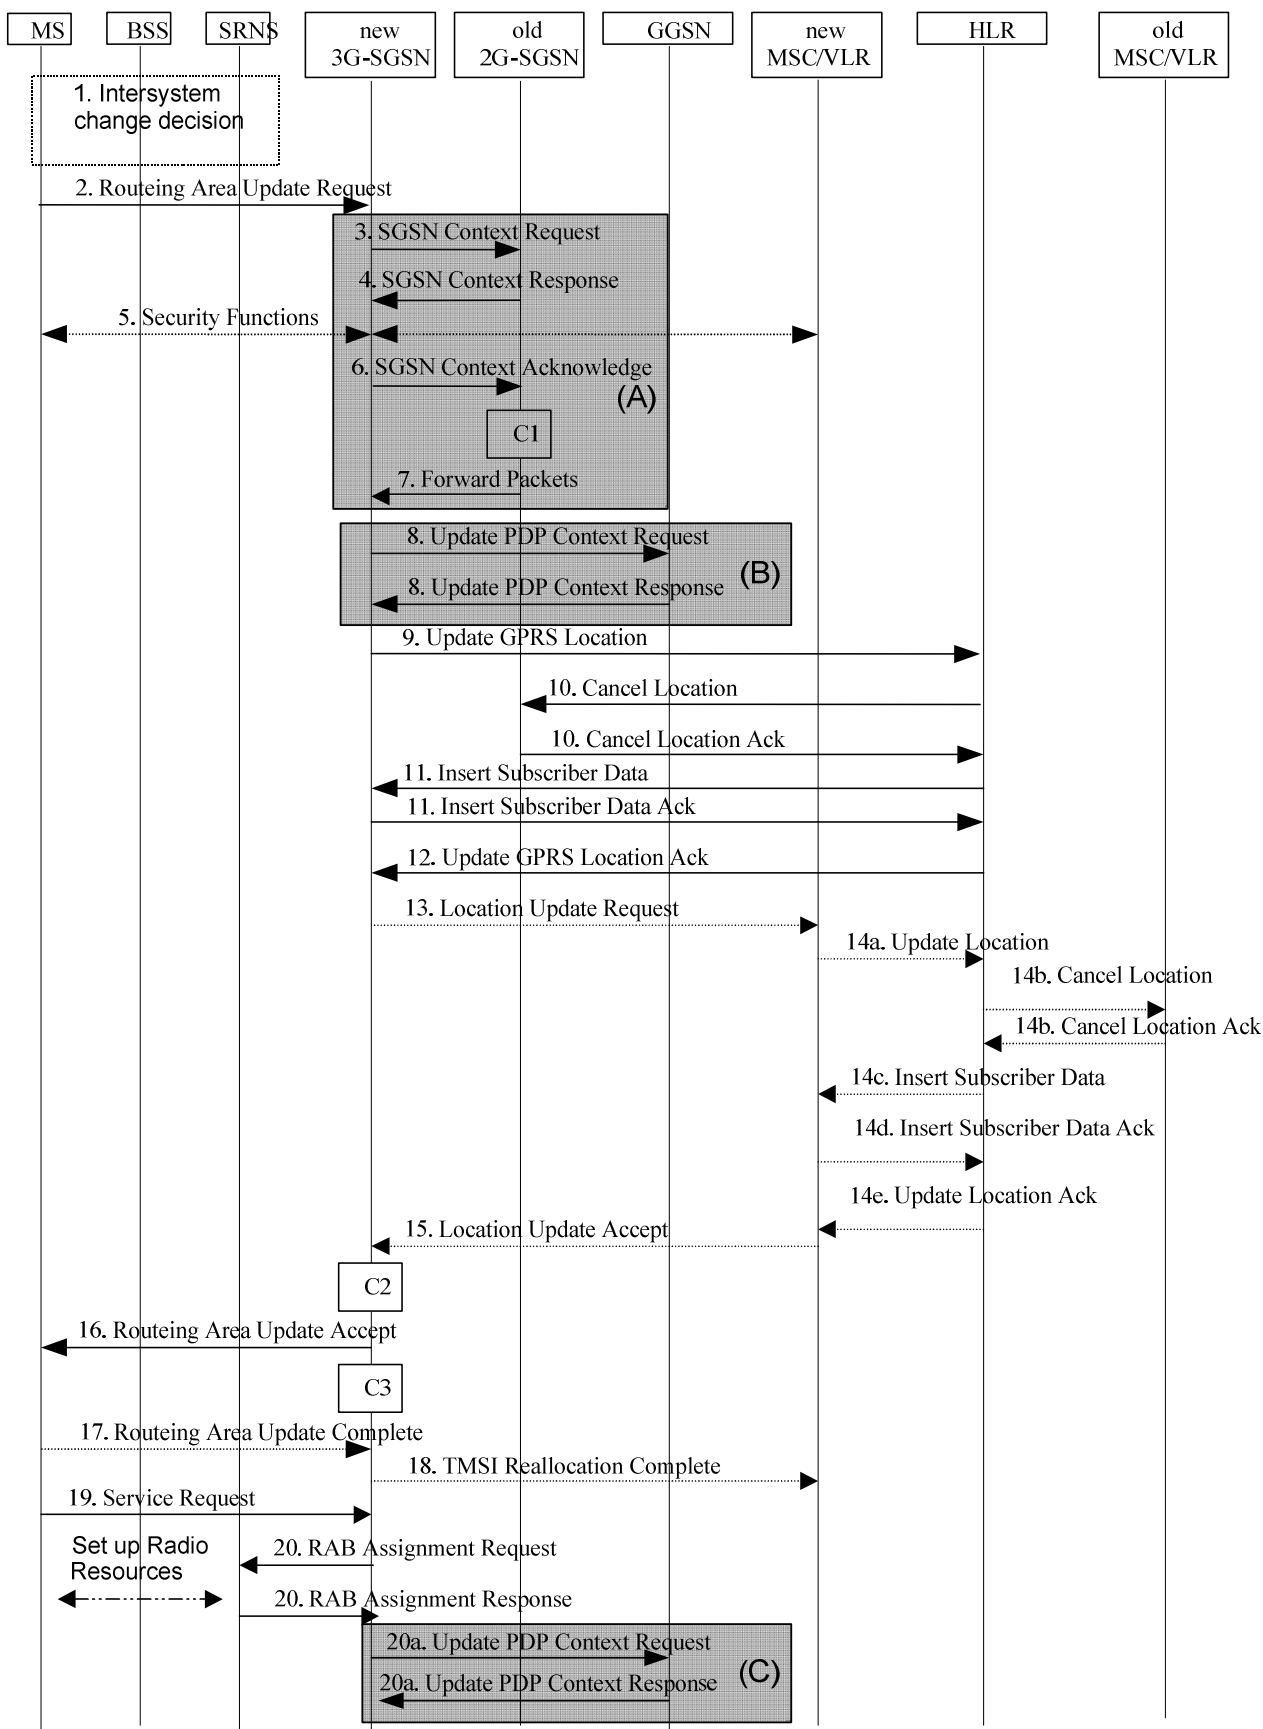 MS
BSS
SRNS
new
3G-SGSN
old
2G-SGSN
GGSN
new
MSC/VLR
HLR
old
MSC/VLR
1. Intersystem
change decision
2. Routeing Area Update Request
3. SGSN Context Request
4. SGSN Context Response
5. Security Functions
6. SGSN Context Acknowledge
(A)
C1
7. Forward Packets
8. Update PDP Context Request
(B)
8. Update PDP Context Response
9. Update GPRS Location
10. Cancel Location
10. Cancel Location Ack
11. Insert Subscriber Data
11. Insert Subscriber Data Ack
12. Update GPRS Location Ack
13. Location Update Request
14a. Update Location
14b. Cancel Location
14b. Cancel Location Ack
14c. Insert Subscriber Data
14d. Insert Subscriber Data Ack
14e. Update Location Ack
15. Location Update Accept
C2
16. Routeing Area Update Accept
C3
17. Routeing Area Update Complete
18. TMSI Reallocation Complete
19. Service Request
Set up Radio
Resources
20. RAB Assignment Request
20. RAB Assignment Response
20a. Update PDP Context Request
(C)
20a. Update PDP Context Response